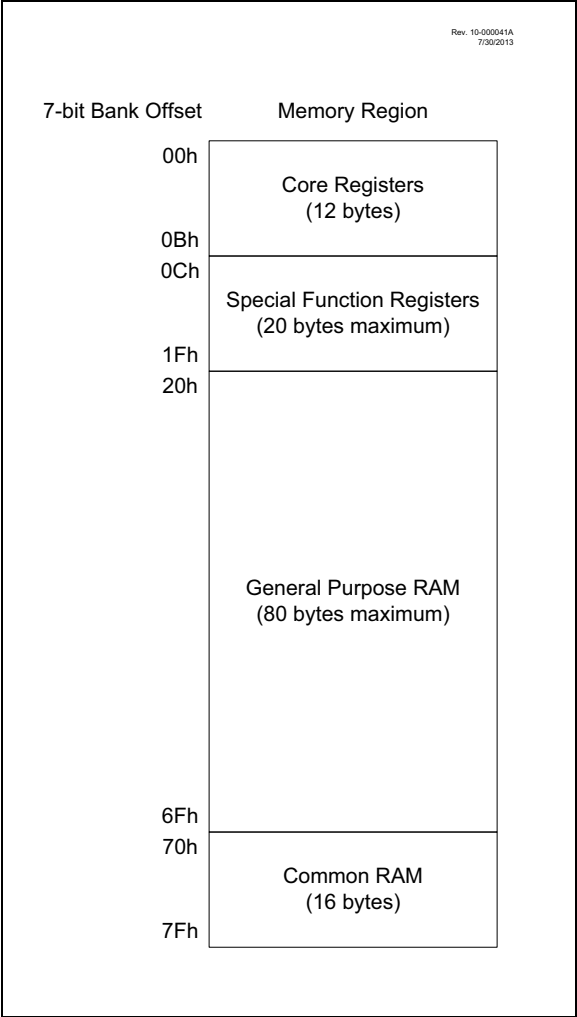 Rev. 10-000041A
7/30/2013
7-bit Bank Offset Memory Region
00h
Core Registers
(12 bytes)
0Bh
0Ch
Special Function Registers
(20 bytes maximum)
1Fh
20h
General Purpose RAM
(80 bytes maximum)
6Fh
70h
Common RAM
(16 bytes)
7Fh